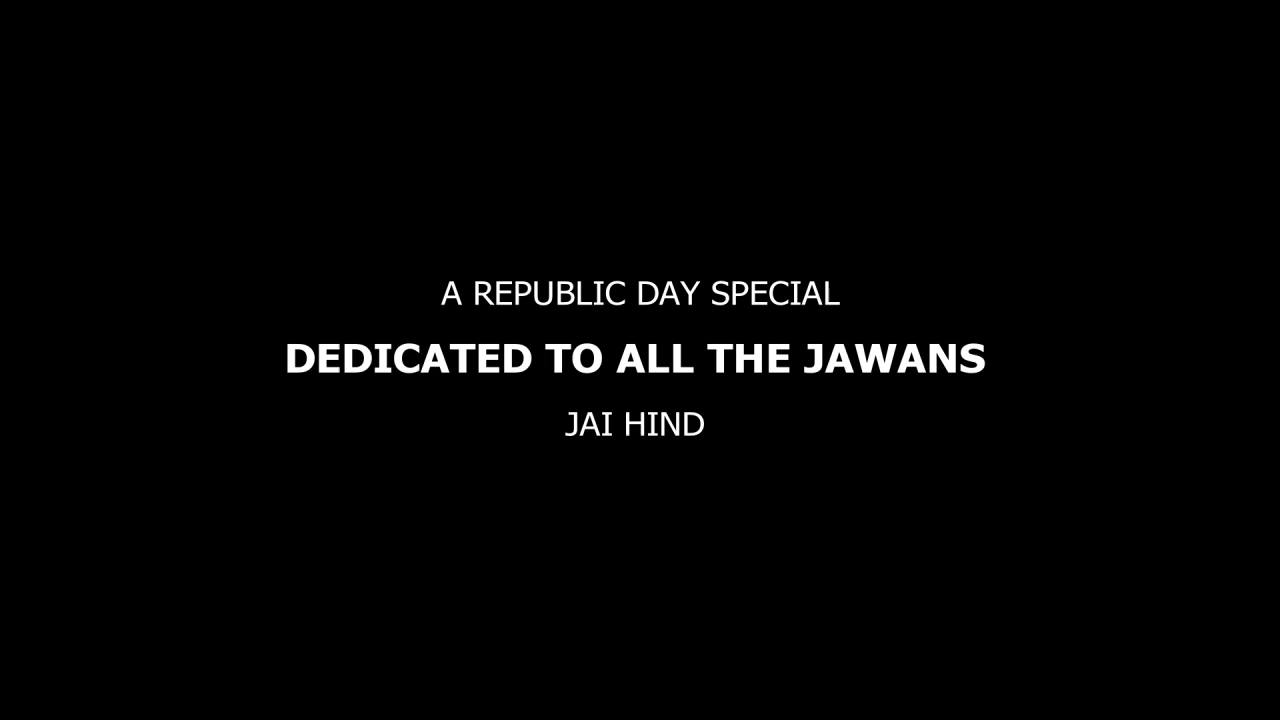 A REPUBLIC DAY SPECIAL
DEDICATED TO ALL THE JAWANS
JAI HIND